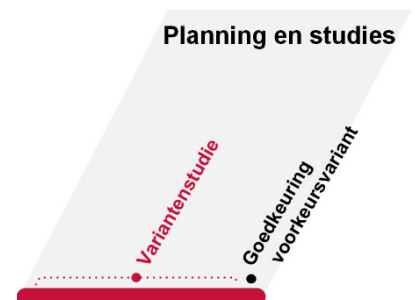 Planning en studies
Variantenstudie
Goedkeuring
voorkeursvariant